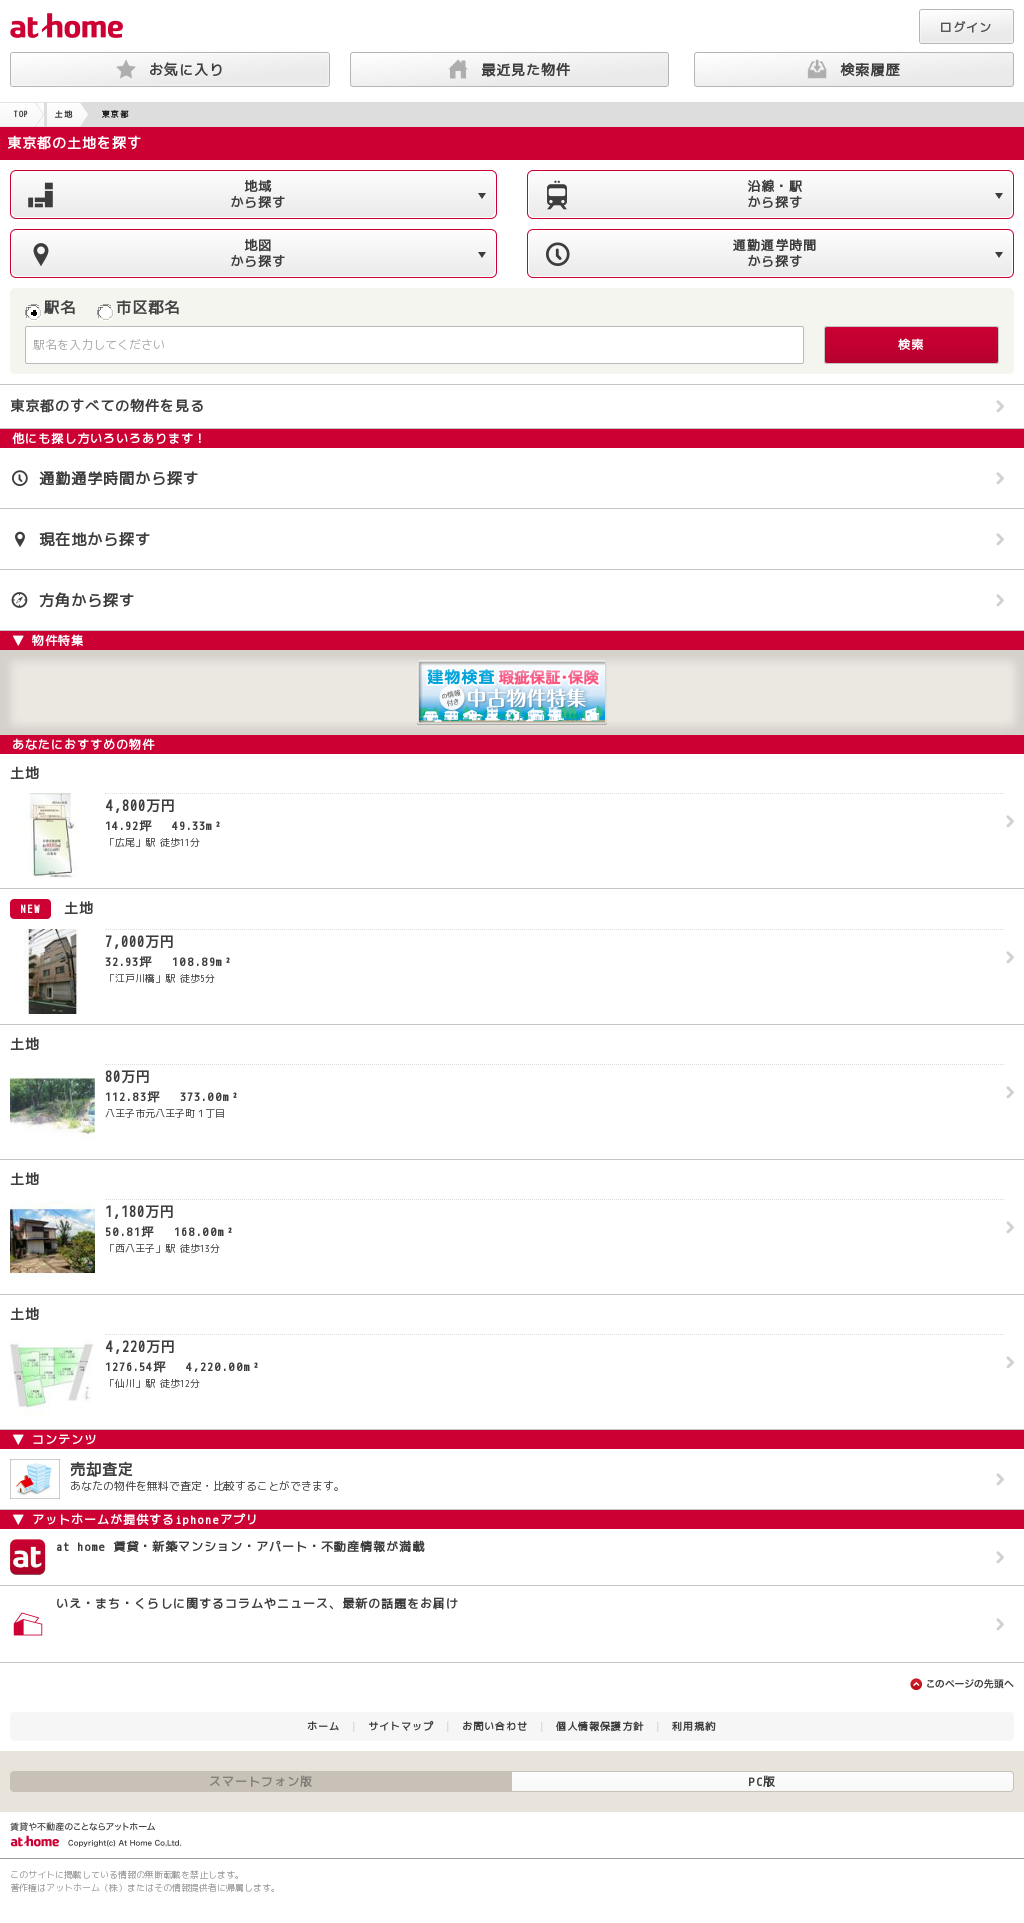 at home
ログイン
お気に入り
最近見た物件
検索履歴
TOP 土地 東京都
東京都の土地を探す
地域
から探す
沿線・駅
から探す
地図
から探す
通勤通学時間
から探す
駅名 市区郡名
駅名を入力してください
検索
東京都のすべての物件を見る
他にも探し方いろいろあります！
通勤通学時間から探す
現在地から探す
方角から探す
▼ 物件特集
建物検査 瑕疵保証・保険
の情報付き 中古物件特集
あなたにおすすめの物件
土地
4,800万円
14.92坪 49.33m²
「広尾」駅 徒歩11分
NEW 土地
7,000万円
32.93坪 108.89m²
「江戸川橋」駅 徒歩5分
土地
80万円
112.83坪 373.00m²
八王子市元八王子町１丁目
土地
1,180万円
50.81坪 168.00m²
「西八王子」駅 徒歩13分
土地
4,220万円
1276.54坪 4,220.00m²
「仙川」駅 徒歩12分
▼ コンテンツ
売却査定
あなたの物件を無料で査定・比較することができます。
▼ アットホームが提供するiphoneアプリ
at
at home 賃貸・新築マンション・アパート・不動産情報が満載
いえ・まち・くらしに関するコラムやニュース、最新の話題をお届け
このページの先頭へ
ホーム | サイトマップ | お問い合わせ | 個人情報保護方針 | 利用規約
スマートフォン版
PC版
賃貸や不動産のことならアットホーム
at home Copyright(c) At Home Co.,Ltd.
このサイトに掲載している情報の無断転載を禁止します。
著作権はアットホーム（株）またはその情報提供者に帰属します。